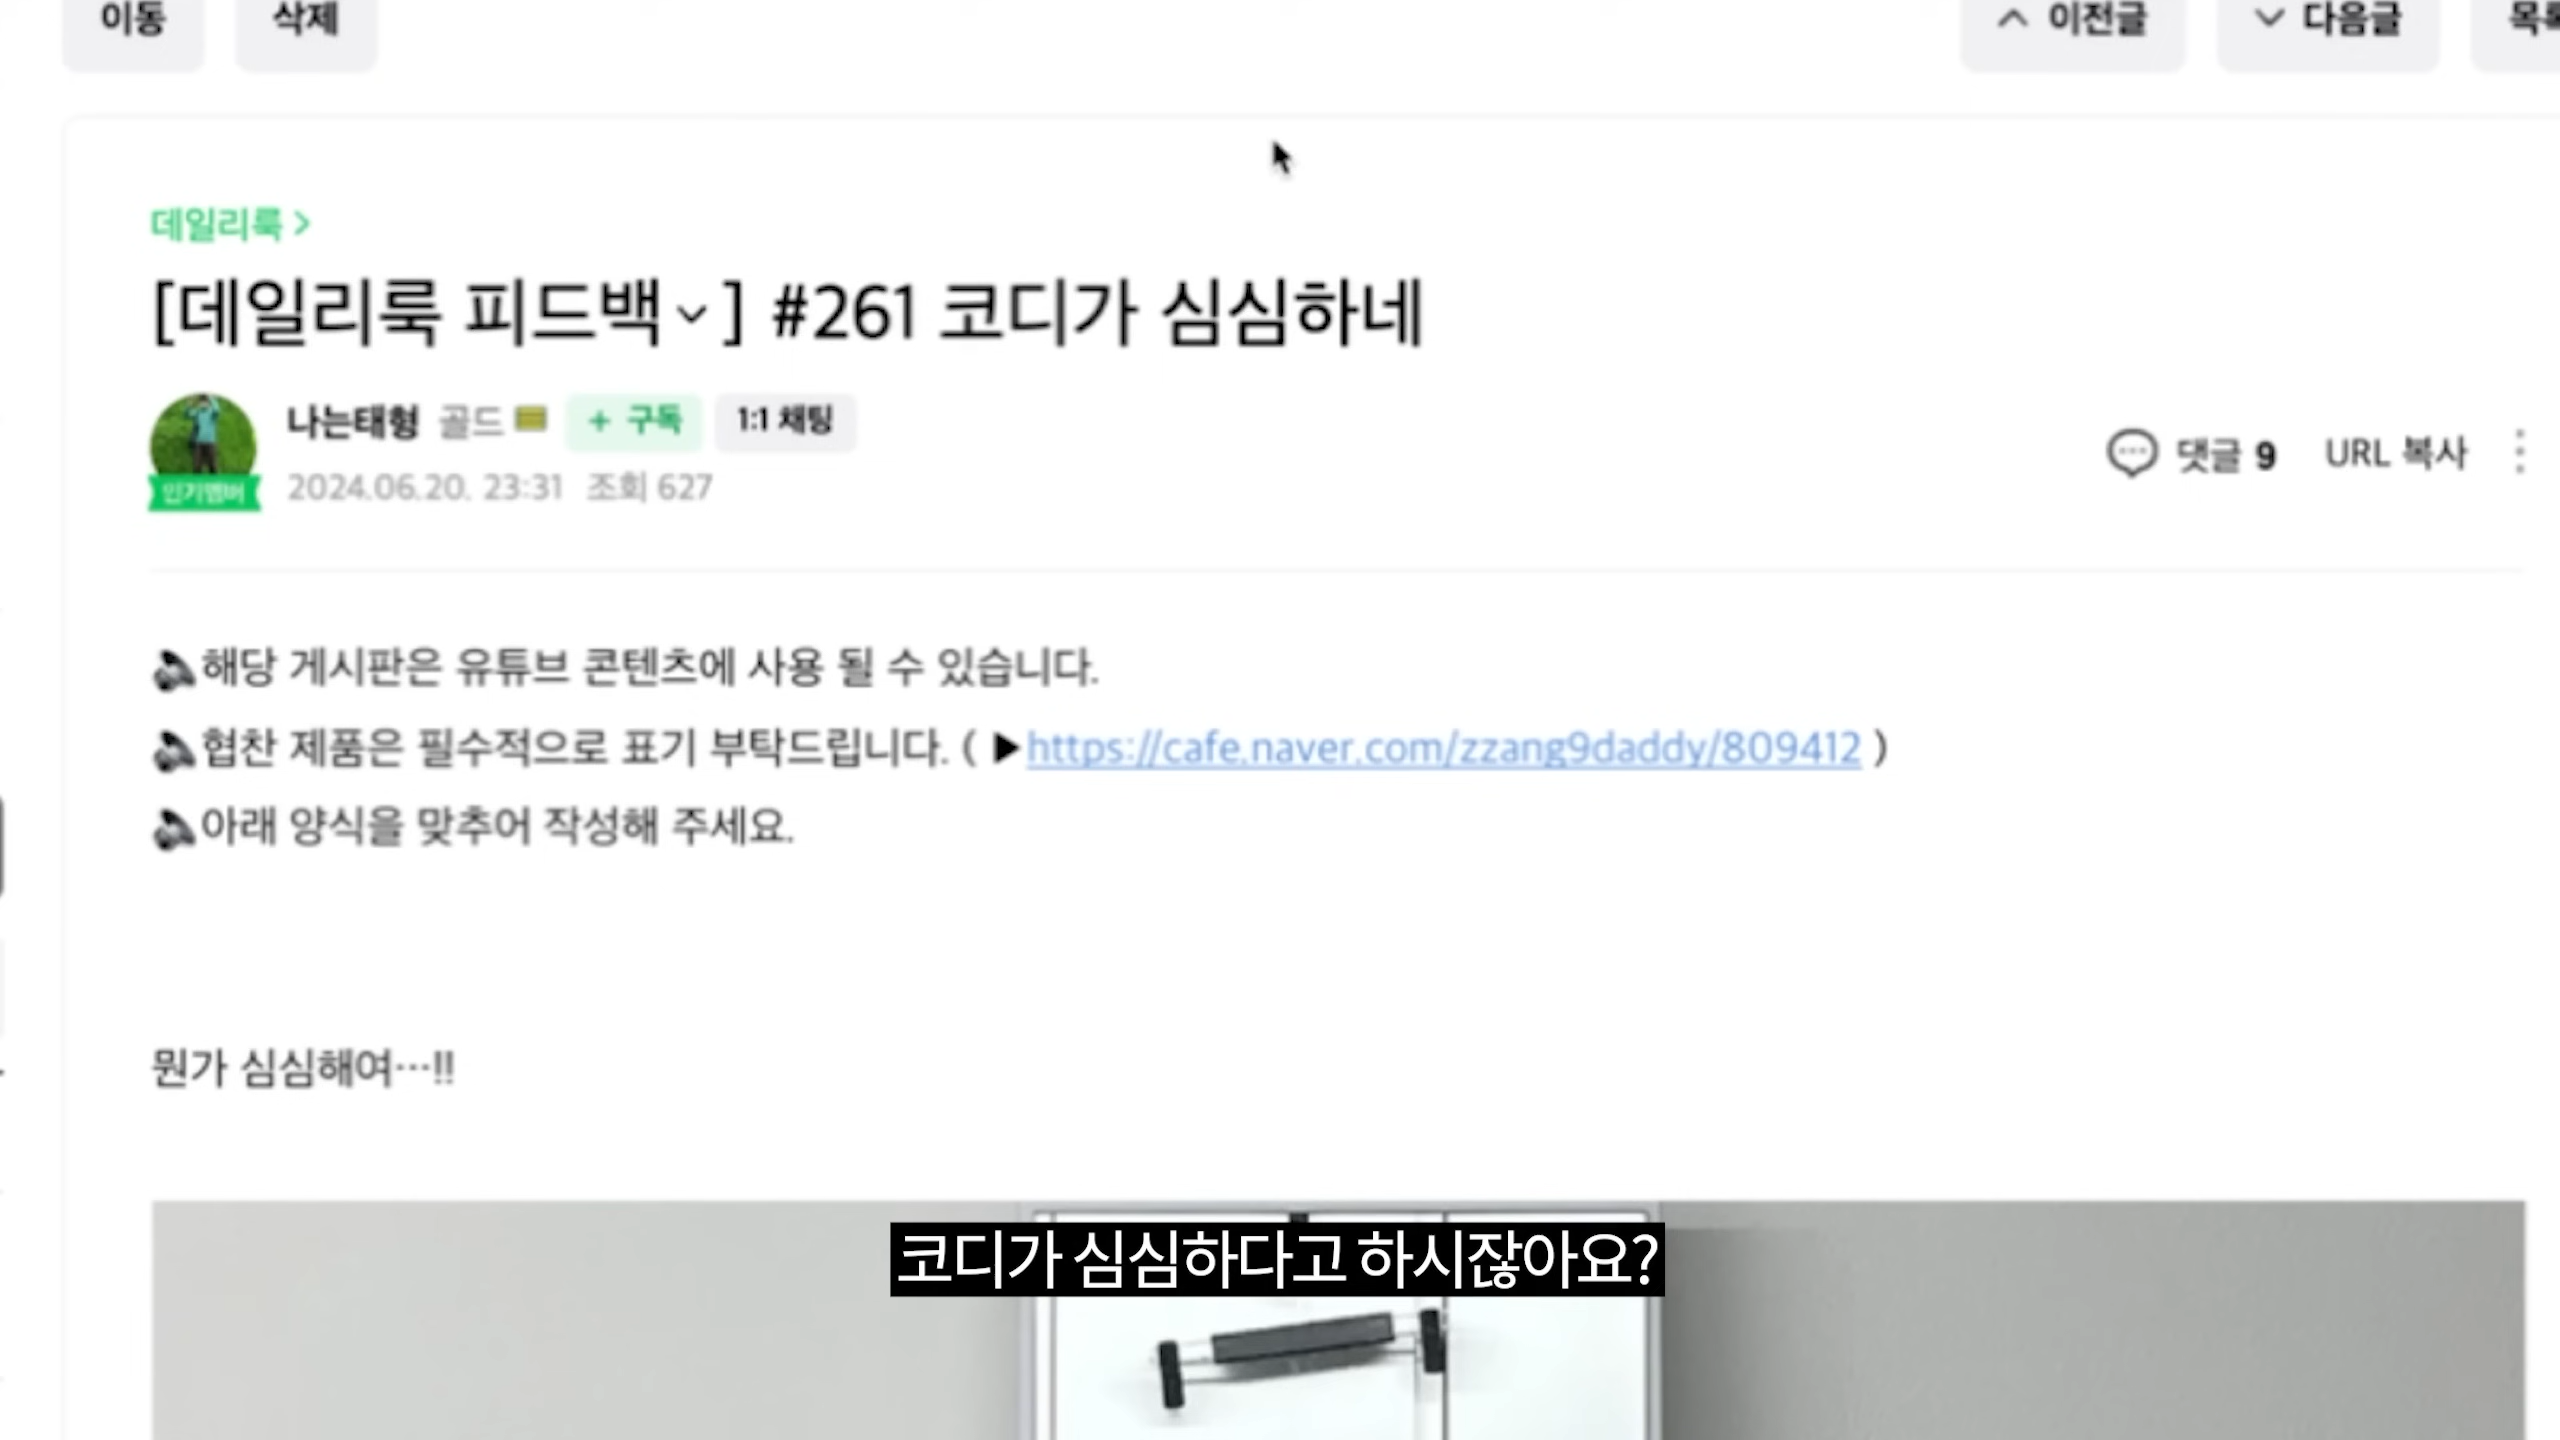 이동 삭제 이전글 다음글
데일리룩 >
[데일리룩 피드백] #261 코디가 심심하네
나는태형 골드 + 구독 1:1 채팅
인기멤버 2024.06.20. 23:31 조회 627
댓글 9 URL 복사
해당 게시판은 유튜브 콘텐츠에 사용 될 수 있습니다.
협찬 제품은 필수적으로 표기 부탁드립니다. ( ▶https://cafe.naver.com/zzang9daddy/809412 )
아래 양식을 맞추어 작성해 주세요.
뭔가 심심해여…!!
코디가 심심하다고 하시잖아요?